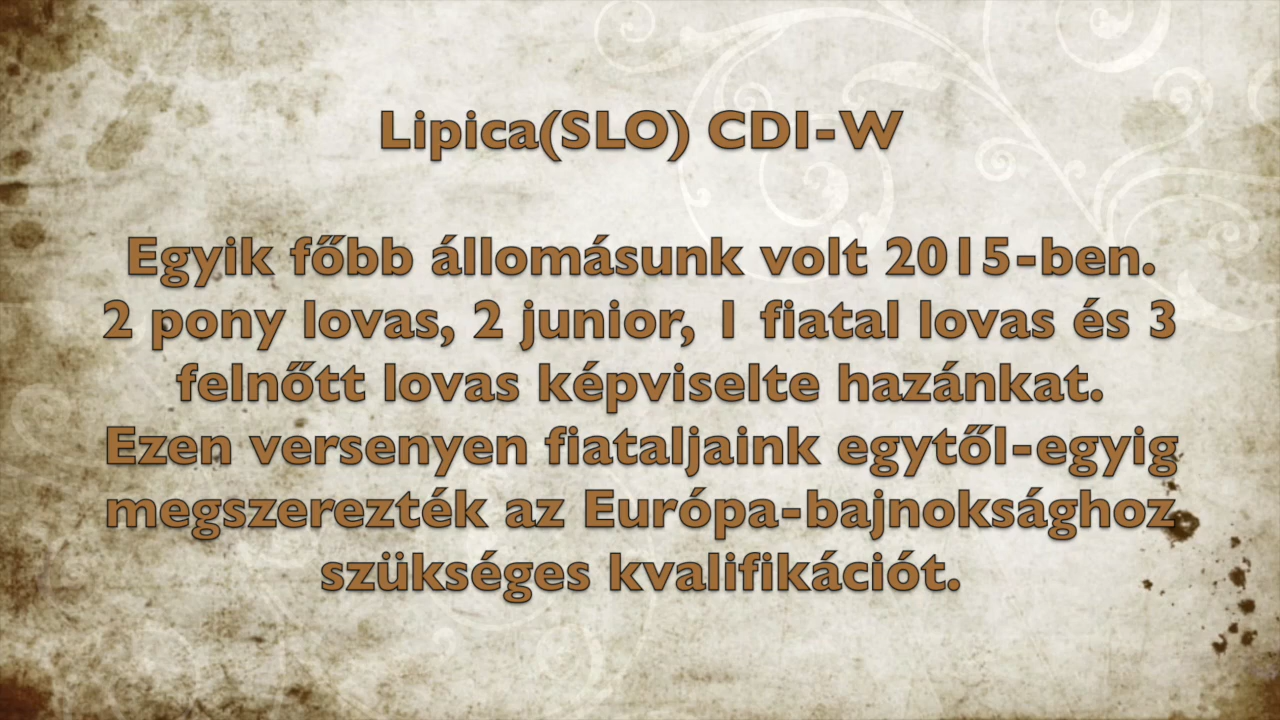 Lipica(SLO) CDI-W
Egyik főbb állomásunk volt 2015-ben.
2 pony lovas, 2 junior, 1 fiatal lovas és 3
felnőtt lovas képviselte hazánkat.
Ezen versenyen fiataljaink egytől-egyig
megszerezték az Európa-bajnoksághoz
szükséges kvalifikációt.